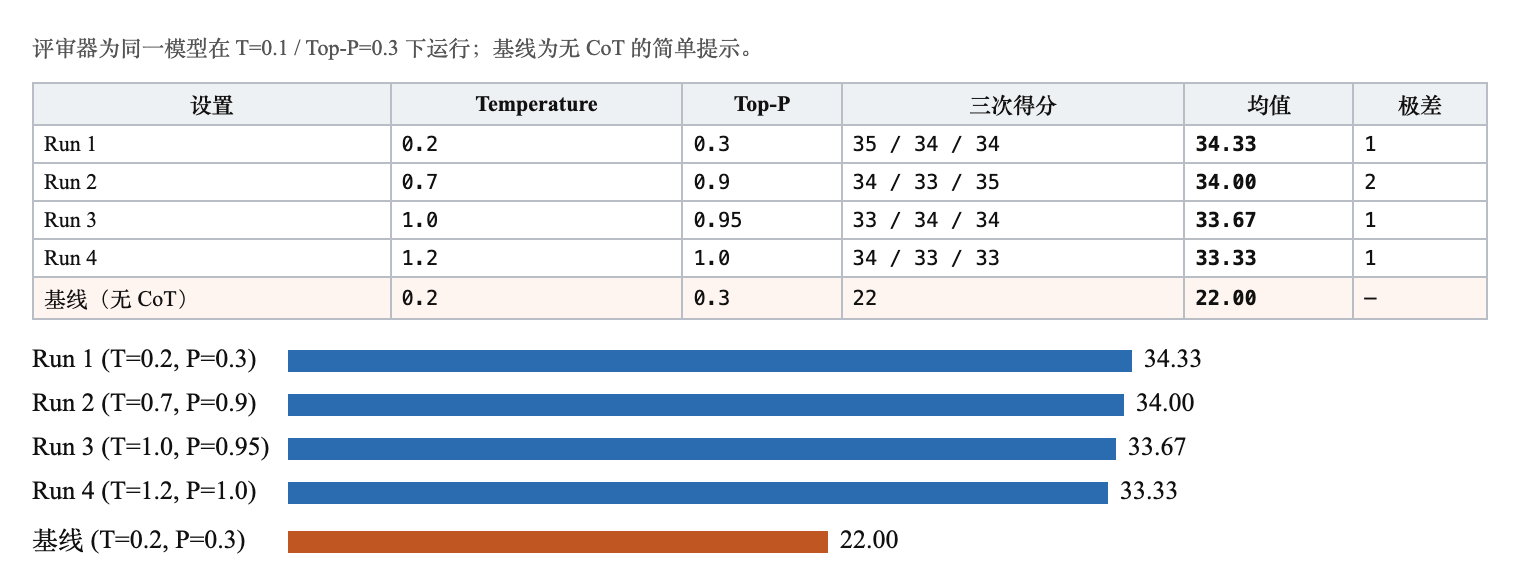 评审器为同一模型在 T=0.1 / Top-P=0.3 下运行；基线为无 CoT 的简单提示。
设置 Temperature Top-P 三次得分 均值 极差
Run 1 0.2 0.3 35 / 34 / 34 34.33 1
Run 2 0.7 0.9 34 / 33 / 35 34.00 2
Run 3 1.0 0.95 33 / 34 / 34 33.67 1
Run 4 1.2 1.0 34 / 33 / 33 33.33 1
基线（无 CoT） 0.2 0.3 22 22.00 –
Run 1 (T=0.2, P=0.3) 34.33
Run 2 (T=0.7, P=0.9) 34.00
Run 3 (T=1.0, P=0.95) 33.67
Run 4 (T=1.2, P=1.0) 33.33
基线 (T=0.2, P=0.3) 22.00